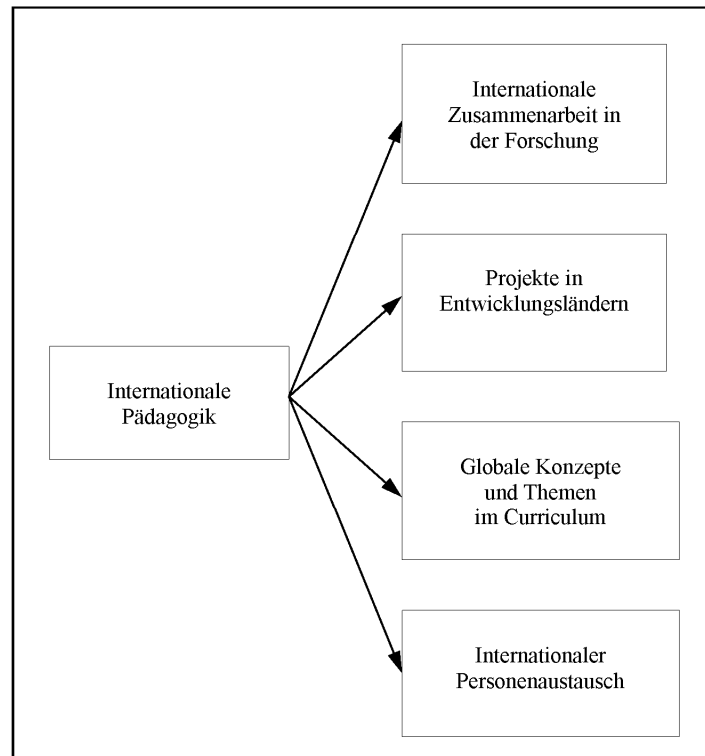 Internationale
Zusammenarbeit in
der Forschung
Projekte in
Entwicklungsländern
Internationale
Pädagogik
Globale Konzepte
und Themen
im Curriculum
Internationaler
Personenaustausch